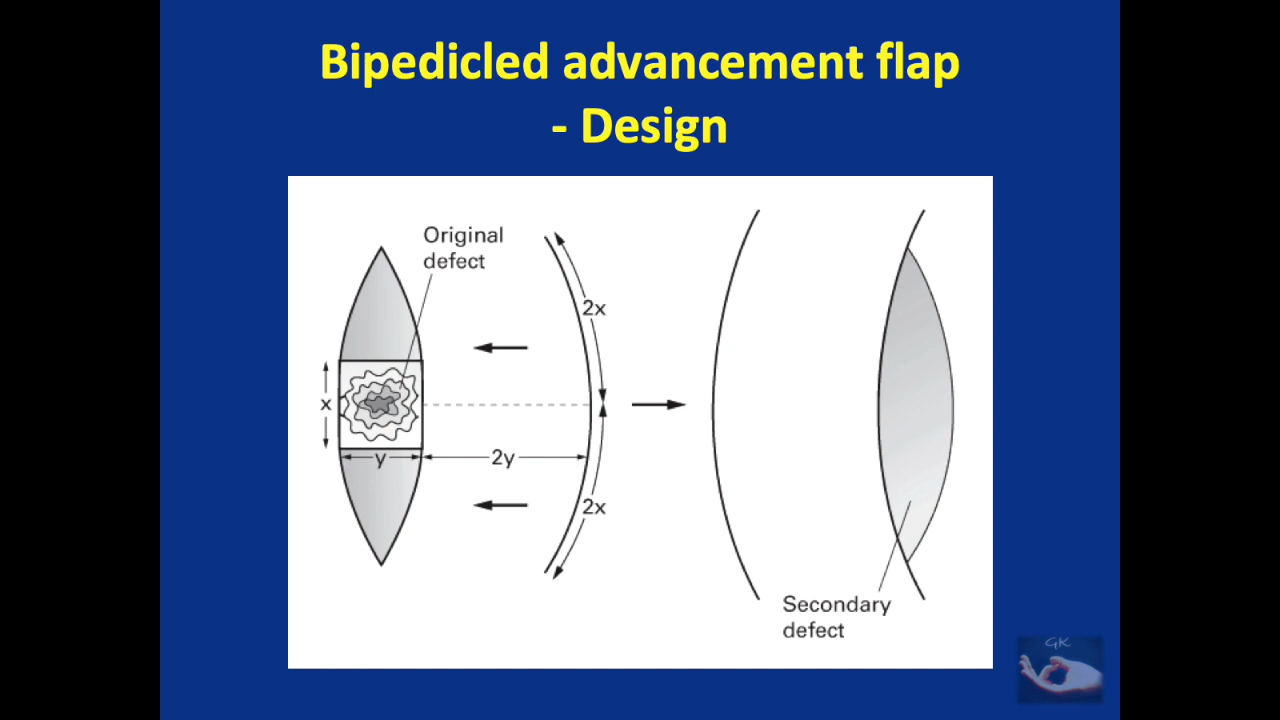 Bipedicled advancement flap
- Design
Original
defect
2x
x
y
2y
2x
Secondary
defect
GK